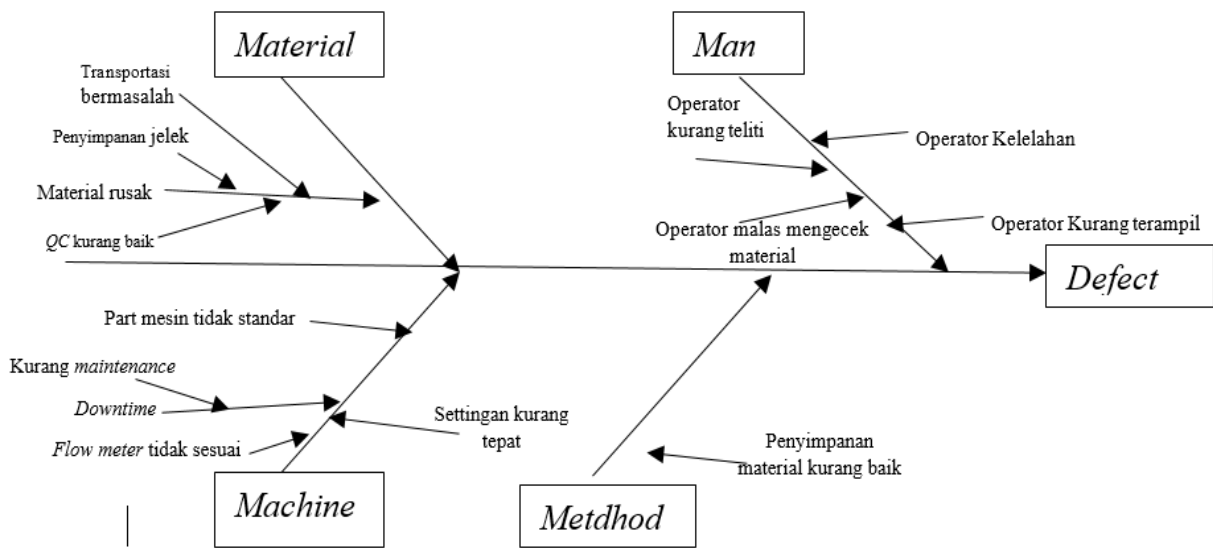 Material
Man
Transportasi
bermasalah
Operator
kurang teliti
Penyimpanan jelek
Operator Kelelahan
Material rusak
Operator Kurang terampil
QC kurang baik
Operator malas mengecek
material
Defect
Part mesin tidak standar
Kurang maintenance
Downtime
Settingan kurang
tepat
Flow meter tidak sesuai
Penyimpanan
material kurang baik
Machine
Metdhod